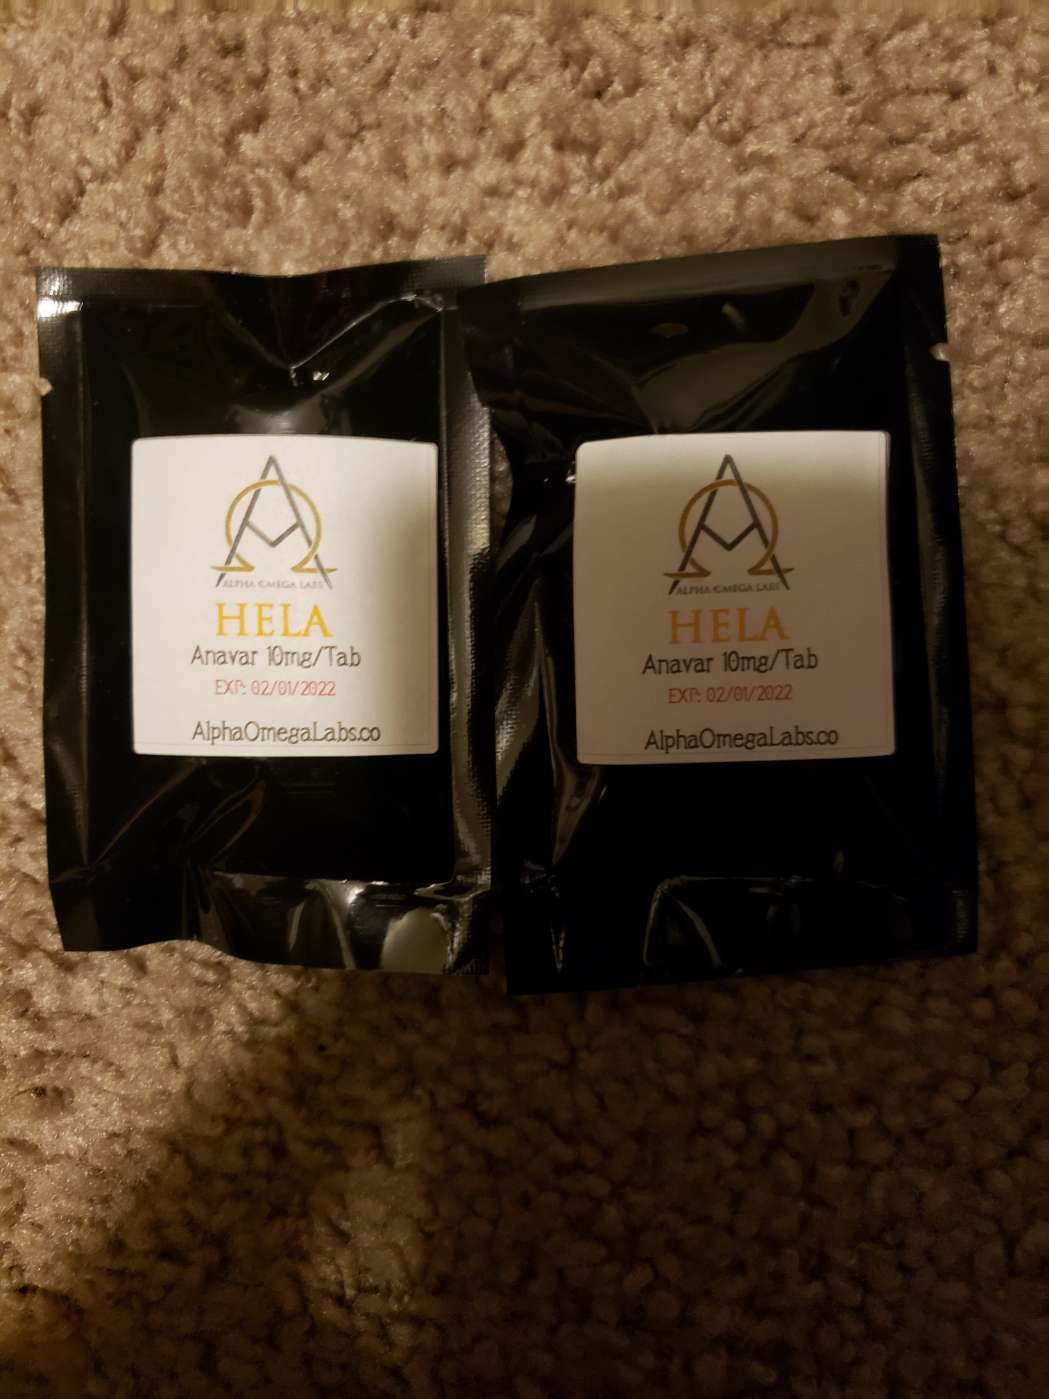 ALPHA OMEGA LABS
HELA
Anavar 10mg/Tab
EXP: 02/01/2022
AlphaOmegaLabs.co
ALPHA OMEGA LABS
HELA
Anavar 10mg/Tab
EXP: 02/01/2022
AlphaOmegaLabs.co